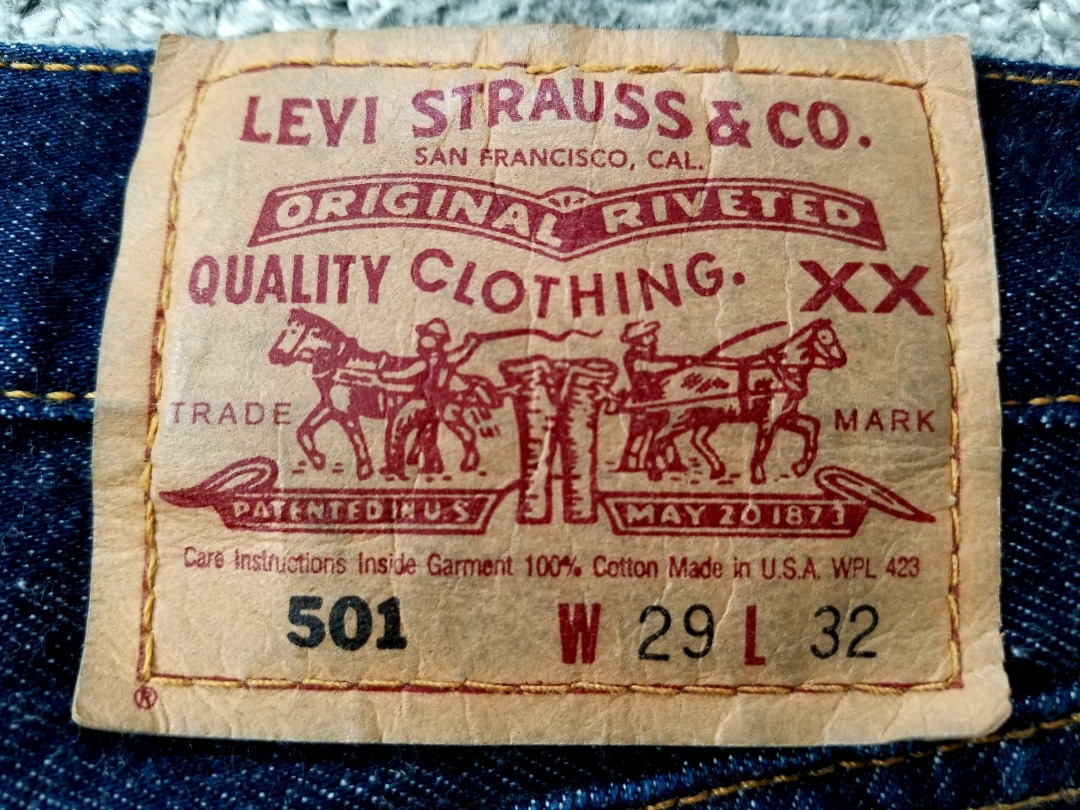 LEVI STRAUSS & CO.
SAN FRANCISCO, CAL.
ORIGINAL RIVETED
QUALITY CLOTHING. XX
TRADE MARK
PATENTED IN U.S MAY 20 1873
Care Instructions Inside Garment 100% Cotton Made in U.S.A. WPL 423
501 W 29 L 32
®